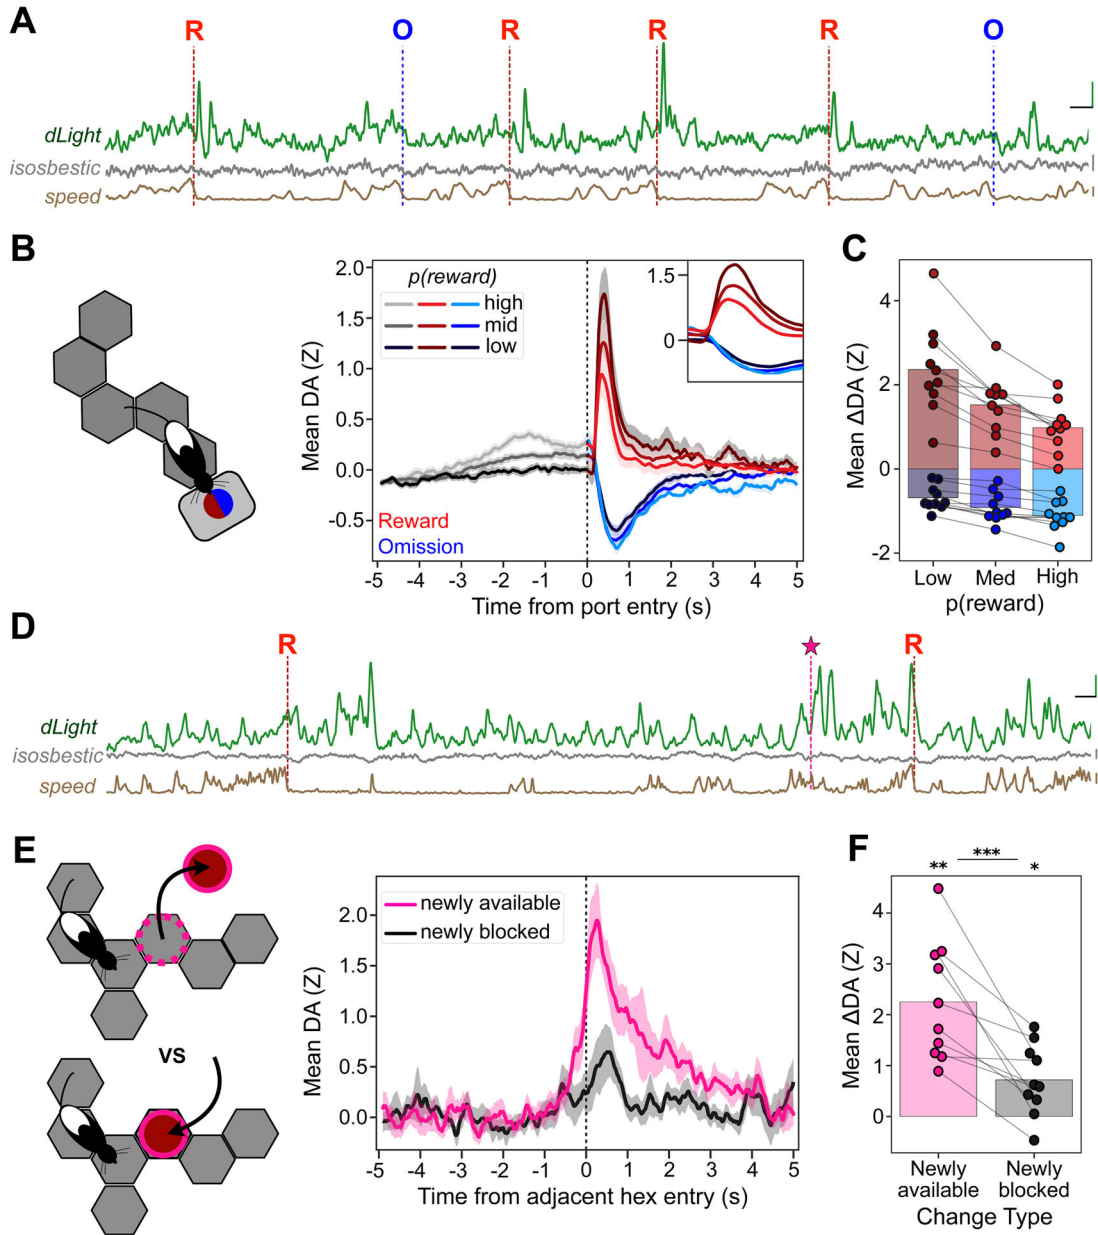 A
R O R R R O
dLight
isosbestic
speed
B
p(reward)
high
mid
low
Mean DA (Z)
2.0
1.5
1.0
0.5
0.0
-0.5
1.5
0
Reward
Omission
-5 -4 -3 -2 -1 0 1 2 3 4 5
Time from port entry (s)
C
Mean ΔDA (Z)
4
2
0
-2
Low Med High
p(reward)
D
R ★ R
dLight
isosbestic
speed
E
vs
newly available
newly blocked
Mean DA (Z)
2.0
1.5
1.0
0.5
0.0
-5 -4 -3 -2 -1 0 1 2 3 4 5
Time from adjacent hex entry (s)
F
** *** *
Mean ΔDA (Z)
4
3
2
1
0
Newly available
Newly blocked
Change Type